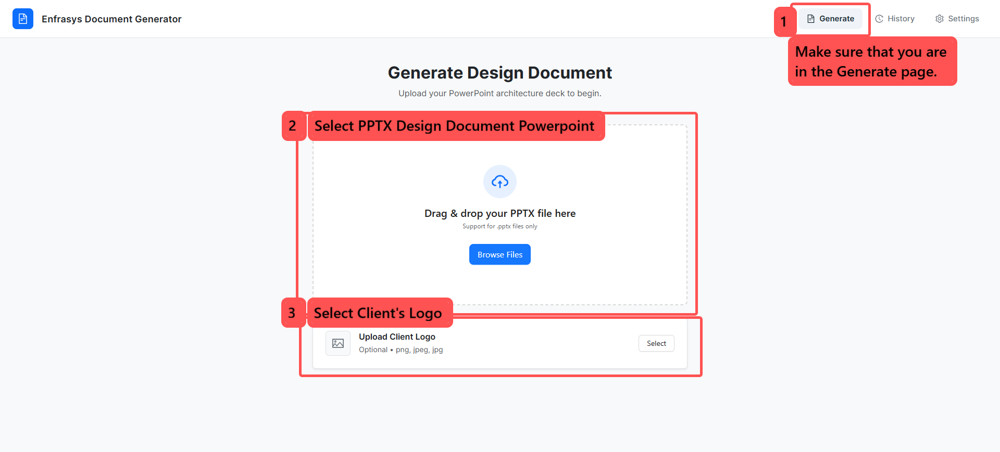 Enfrasys Document Generator
1
Generate
History
Settings
Make sure that you are
in the Generate page.
Generate Design Document
Upload your PowerPoint architecture deck to begin.
2
Select PPTX Design Document Powerpoint
Drag & drop your PPTX file here
Support for .pptx files only
Browse Files
3
Select Client's Logo
Upload Client Logo
Optional • png, jpeg, jpg
Select